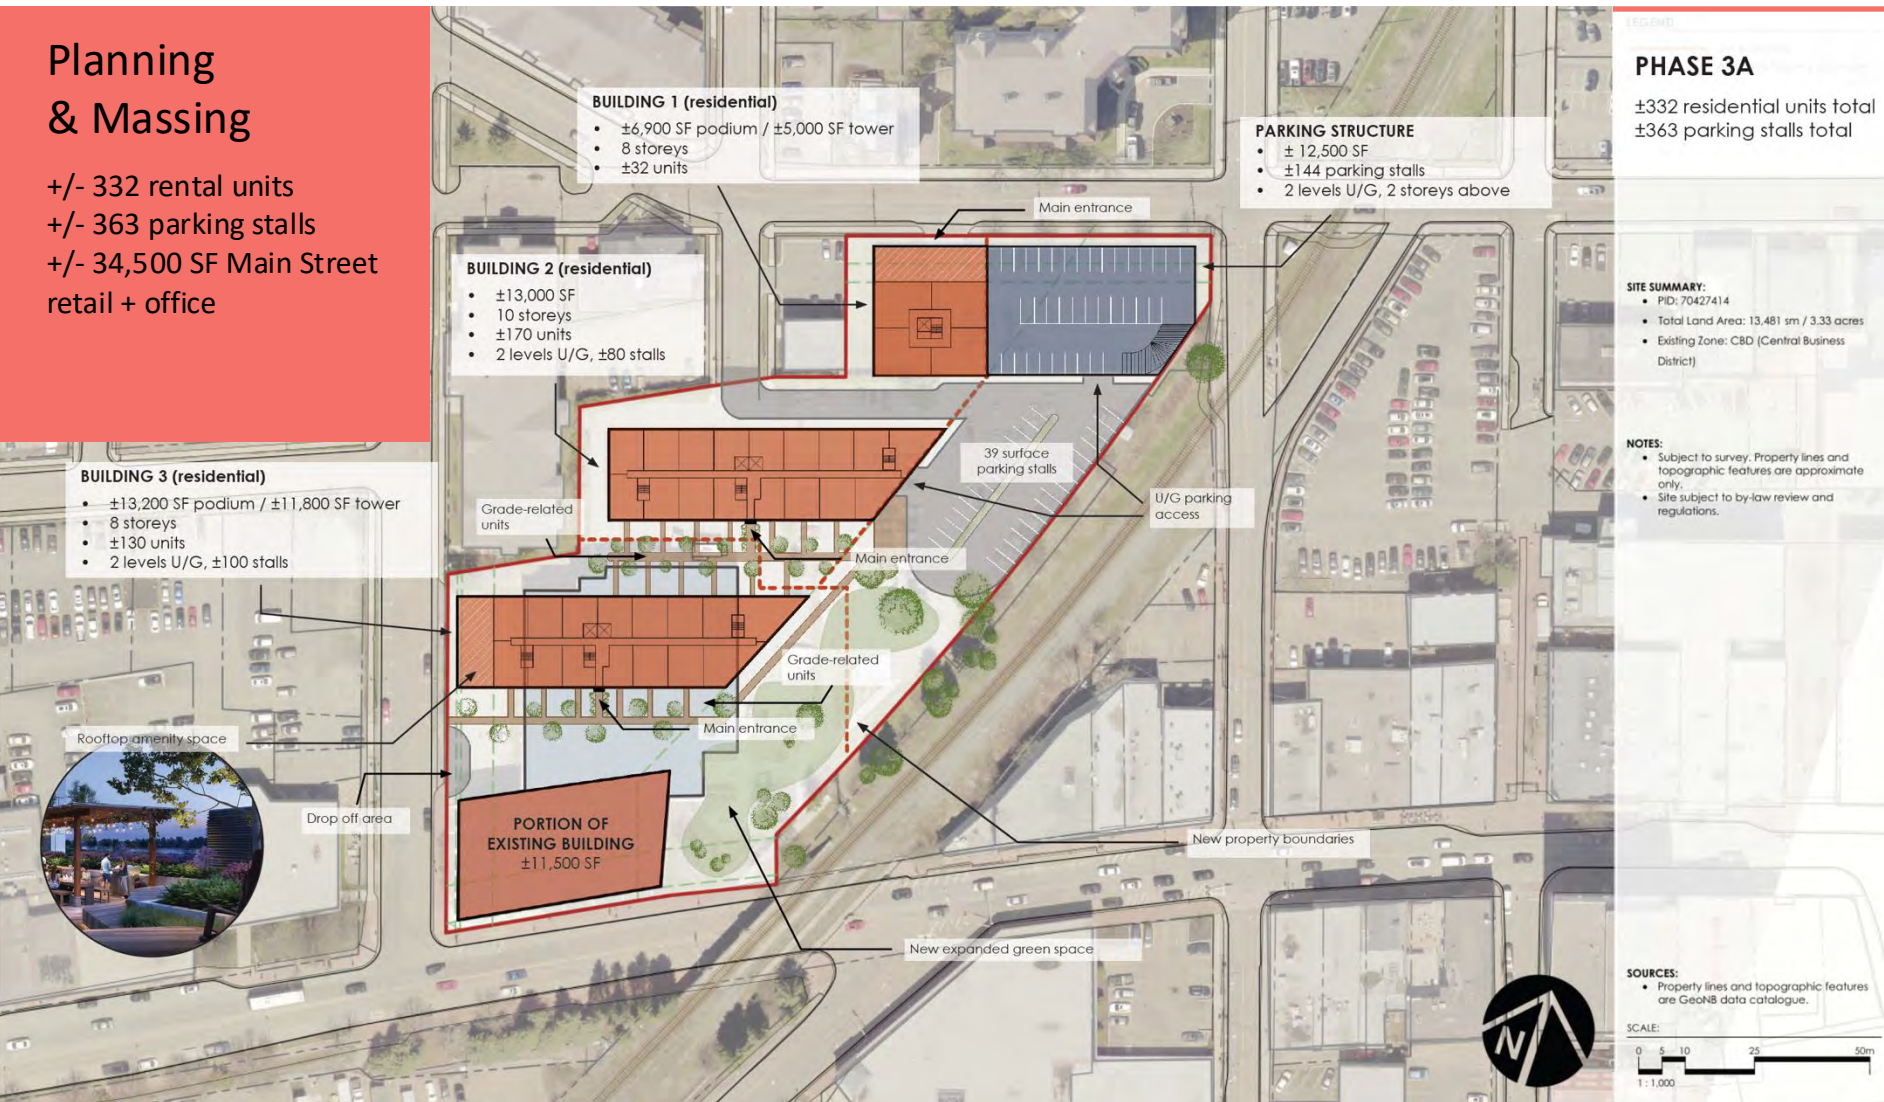 Planning
& Massing
+/- 332 rental units
+/- 363 parking stalls
+/- 34,500 SF Main Street
retail + office
BUILDING 1 (residential)
• ±6,900 SF podium / ±5,000 SF tower
• 8 storeys
• ±32 units
PARKING STRUCTURE
• ± 12,500 SF
• ±144 parking stalls
• 2 levels U/G, 2 storeys above
Main entrance
BUILDING 2 (residential)
• ±13,000 SF
• 10 storeys
• ±170 units
• 2 levels U/G, ±80 stalls
39 surface
parking stalls
BUILDING 3 (residential)
• ±13,200 SF podium / ±11,800 SF tower
• 8 storeys
• ±130 units
• 2 levels U/G, ±100 stalls
Grade-related
units
U/G parking
access
Main entrance
Grade-related
units
Main entrance
Rooftop amenity space
Drop off area
PORTION OF
EXISTING BUILDING
±11,500 SF
New property boundaries
New expanded green space
N
LEGEND
PHASE 3A
±332 residential units total
±363 parking stalls total
SITE SUMMARY:
• PID: 70427414
• Total Land Area: 13,481 sm / 3.33 acres
• Existing Zone: CBD (Central Business
District)
NOTES:
• Subject to survey. Property lines and
topographic features are approximate
only.
• Site subject to by-law review and
regulations.
SOURCES:
• Property lines and topographic features
are GeoNB data catalogue.
SCALE:
0 5 10 25 50m
1 : 1,000